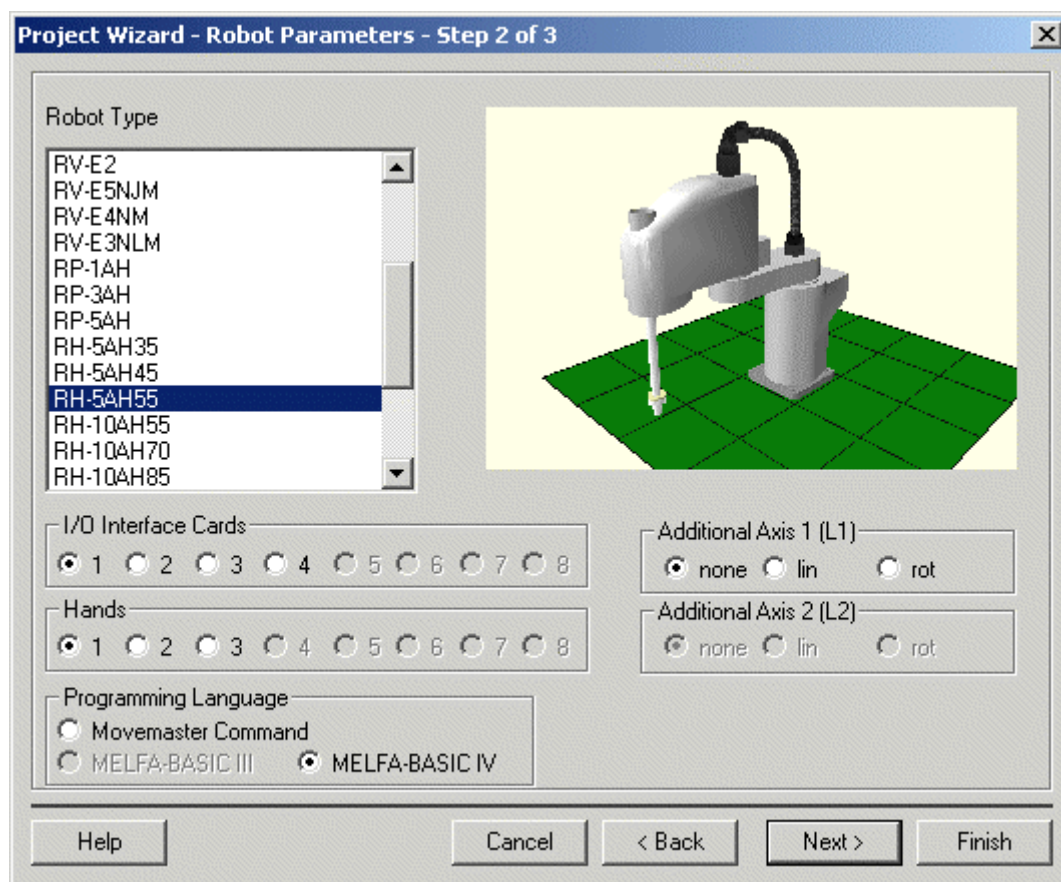 Project Wizard - Robot Parameters - Step 2 of 3
Robot Type
RV-E2
RV-E5NJM
RV-E4NM
RV-E3NLM
RP-1AH
RP-3AH
RP-5AH
RH-5AH35
RH-5AH45
RH-5AH55
RH-10AH55
RH-10AH70
RH-10AH85
I/O Interface Cards
1 2 3 4 5 6 7 8
Hands
1 2 3 4 5 6 7 8
Additional Axis 1 (L1)
none lin rot
Additional Axis 2 (L2)
none lin rot
Programming Language
Movemaster Command
MELFA-BASIC III MELFA-BASIC IV
Help Cancel < Back Next > Finish